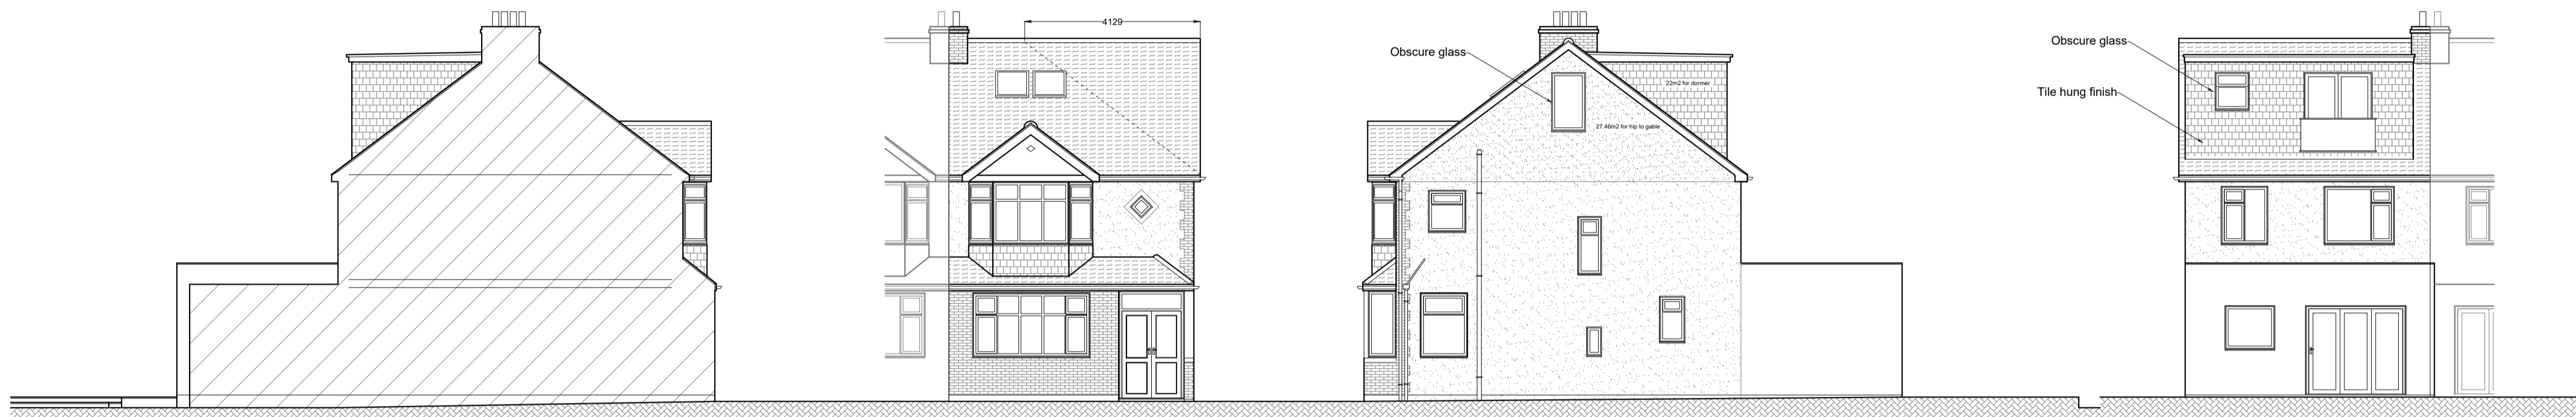 4129
Obscure glass
22m2 for dormer
27.46m2 for hip to gable
Obscure glass
Tile hung finish